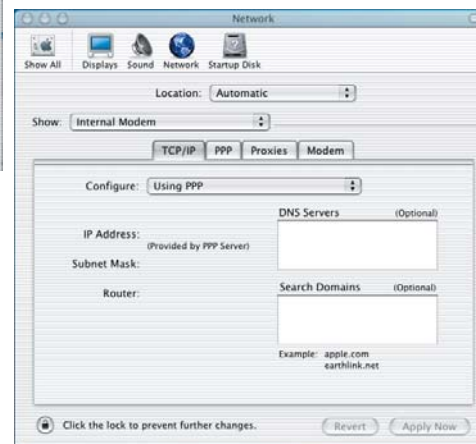 Network
Show All Displays Sound Network Startup Disk
Location: Automatic
Show: Internal Modem
TCP/IP PPP Proxies Modem
Configure: Using PPP
DNS Servers (Optional)
IP Address:
(Provided by PPP Server)
Subnet Mask:
Router:
Search Domains (Optional)
Example: apple.com
earthlink.net
Click the lock to prevent further changes.
Revert Apply Now